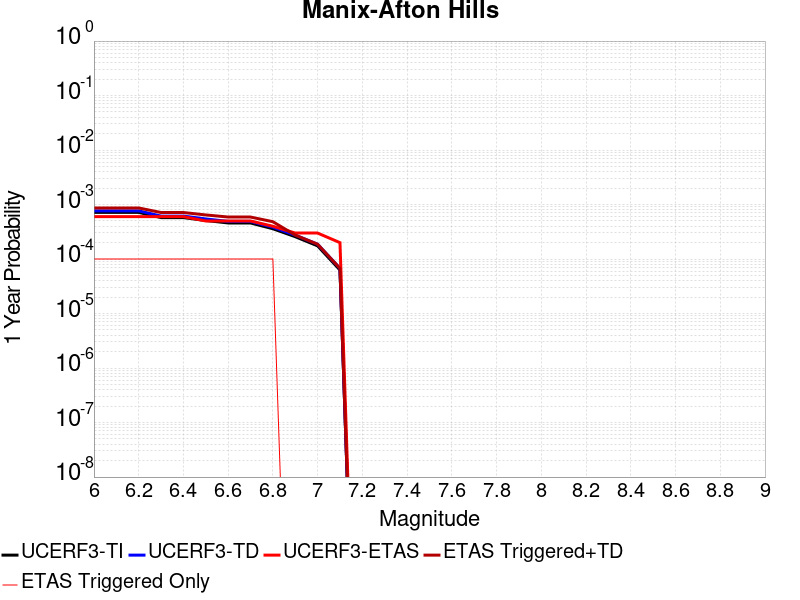 Manix-Afton Hills
1 Year Probability
10^0
10^-1
10^-2
10^-3
10^-4
10^-5
10^-6
10^-7
10^-8
6 6.2 6.4 6.6 6.8 7 7.2 7.4 7.6 7.8 8 8.2 8.4 8.6 8.8 9
Magnitude
UCERF3-TI UCERF3-TD UCERF3-ETAS ETAS Triggered+TD
ETAS Triggered Only